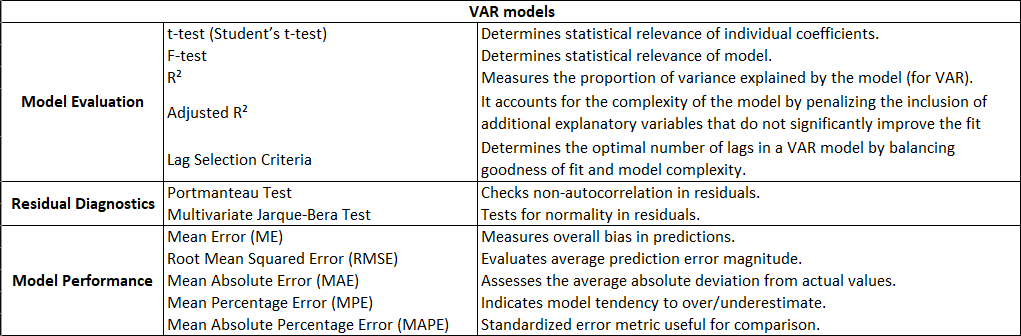 VAR models
Model Evaluation
t-test (Student’s t-test)
Determines statistical relevance of individual coefficients.
F-test
Determines statistical relevance of model.
R²
Measures the proportion of variance explained by the model (for VAR).
Adjusted R²
It accounts for the complexity of the model by penalizing the inclusion of
additional explanatory variables that do not significantly improve the fit
Lag Selection Criteria
Determines the optimal number of lags in a VAR model by balancing
goodness of fit and model complexity.
Residual Diagnostics
Portmanteau Test
Checks non-autocorrelation in residuals.
Multivariate Jarque-Bera Test
Tests for normality in residuals.
Model Performance
Mean Error (ME)
Measures overall bias in predictions.
Root Mean Squared Error (RMSE)
Evaluates average prediction error magnitude.
Mean Absolute Error (MAE)
Assesses the average absolute deviation from actual values.
Mean Percentage Error (MPE)
Indicates model tendency to over/underestimate.
Mean Absolute Percentage Error (MAPE)
Standardized error metric useful for comparison.